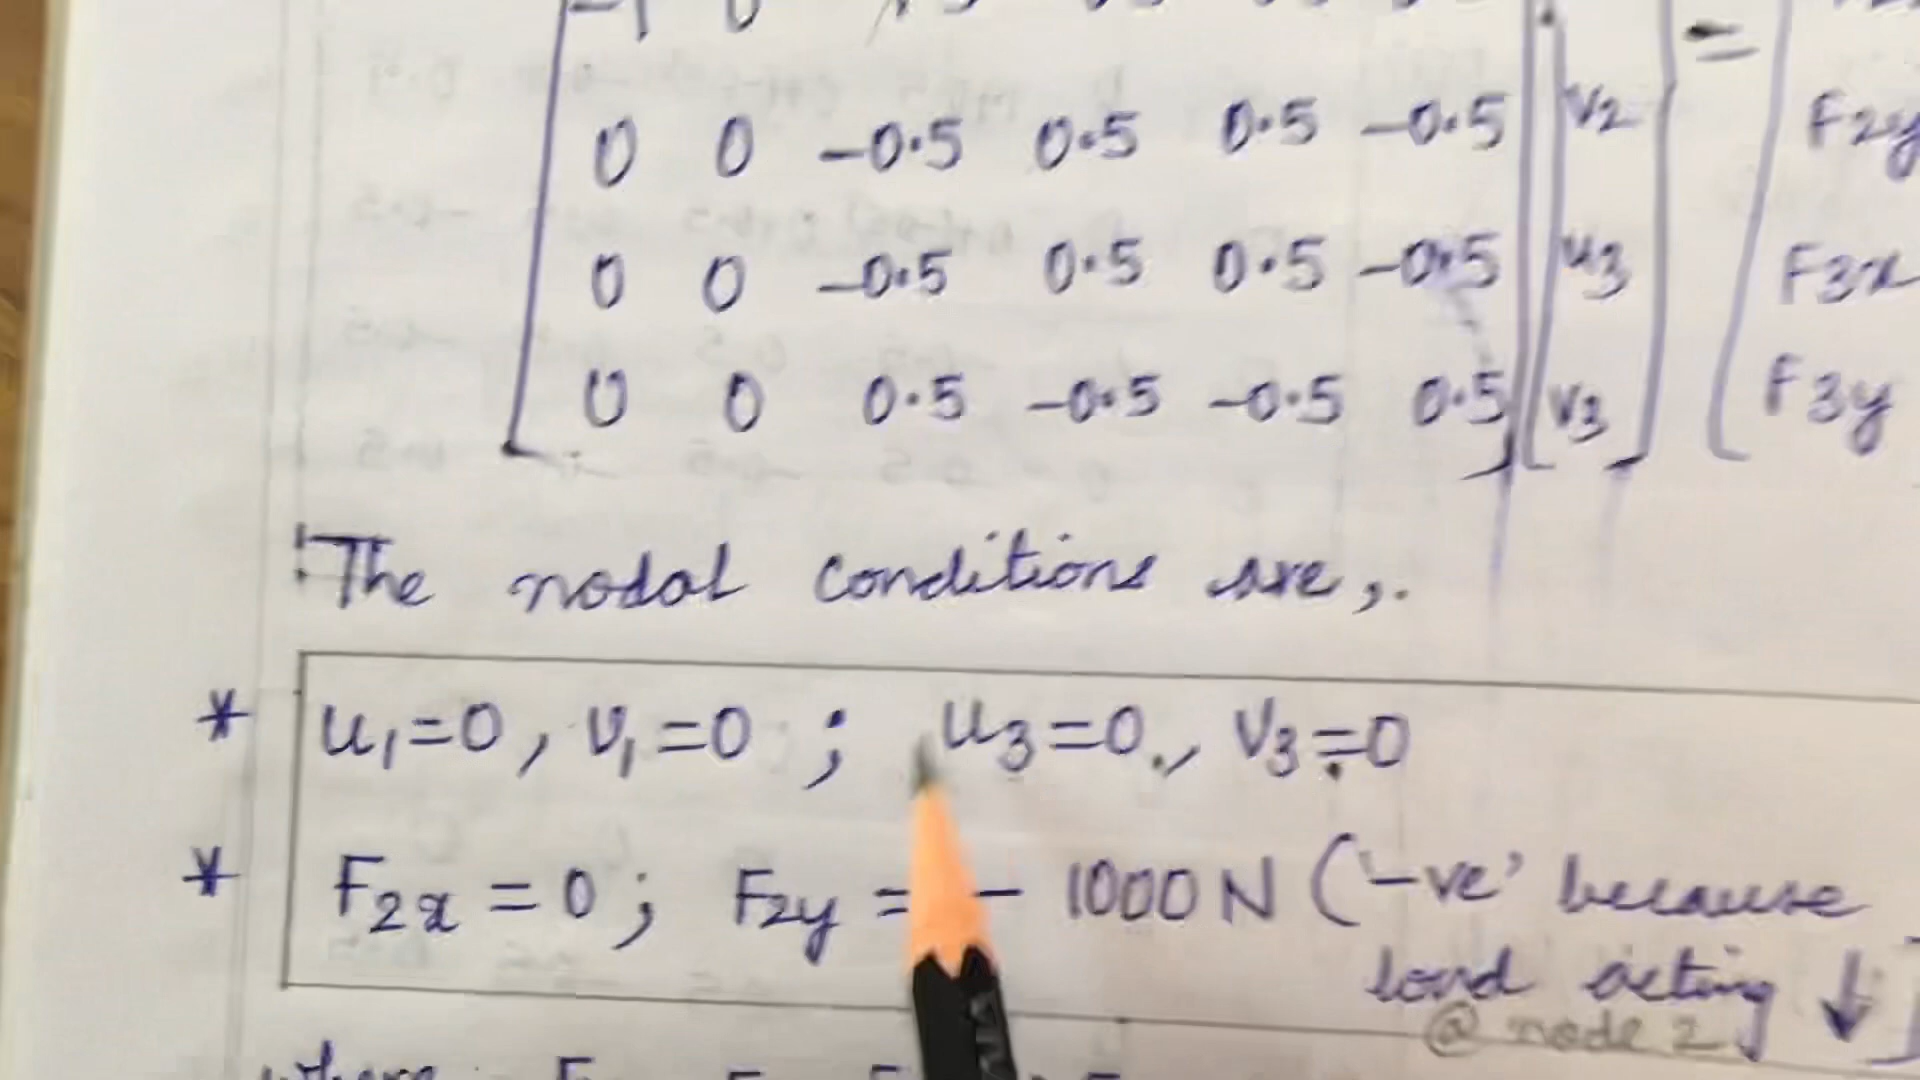 0 0 -0.5 0.5 0.5 -0.5 v2 F2y
0 0 -0.5 0.5 0.5 -0.5 u3 F3x
0 0 0.5 -0.5 -0.5 0.5 v3 F3y
The nodal conditions are,.
* u1=0, v1=0 ; u3=0, v3=0
* F2x = 0; F2y = - 1000 N ('-ve' because
load acting ↓]
@ node 2
where